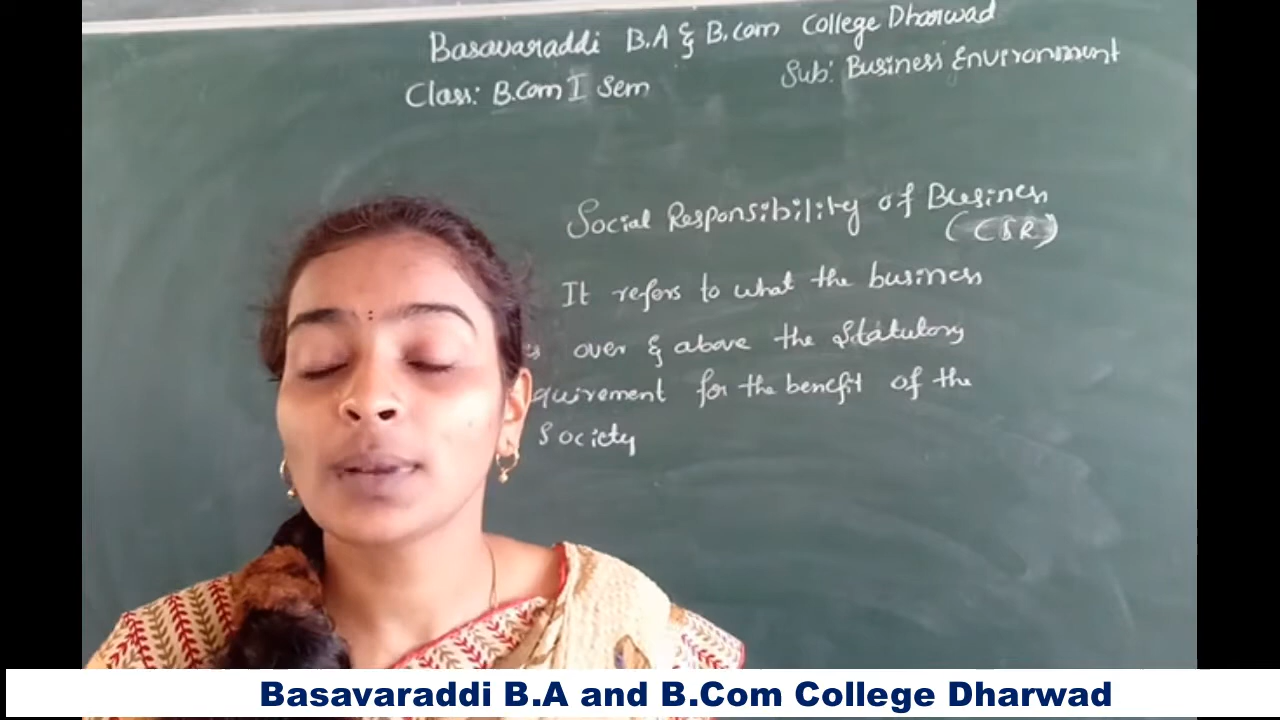 Basavaraddi B.A & B.com College Dharwad
Class: B.Com I Sem
Sub: Business Environment
Social Responsibility of Business
(CSR)
It refers to what the business
over & above the Statutory
for the benefit of the
Society
Basavaraddi B.A and B.Com College Dharwad